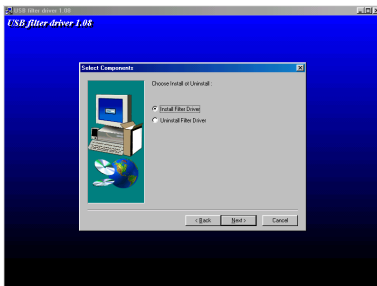 USB filter driver 1.08
USB filter driver 1.08
Select Components
Choose Install or Uninstall :
Install Filter Driver
Uninstall Filter Driver
< Back
Next >
Cancel